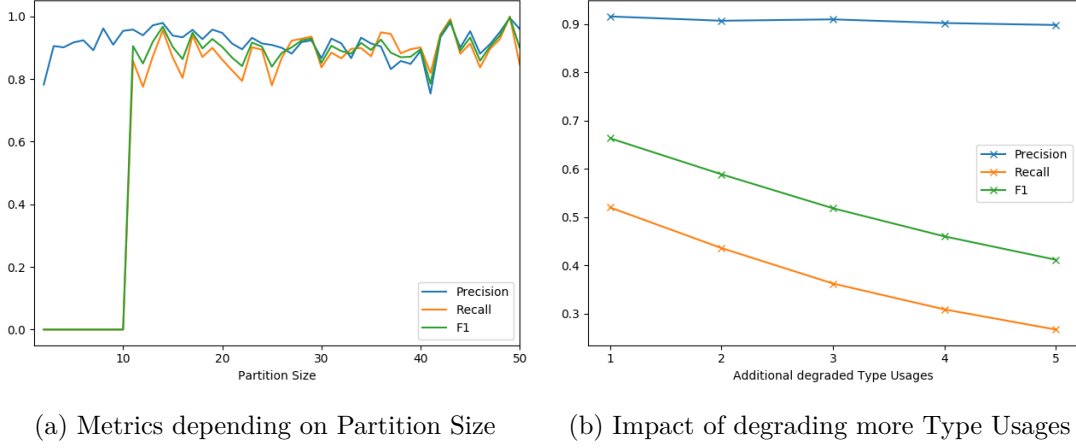 1.0
0.8
0.6
0.4
0.2
0.0
10
20
30
40
50
Partition Size
Precision
Recall
F1
(a) Metrics depending on Partition Size
0.9
0.8
0.7
0.6
0.5
0.4
0.3
1
2
3
4
5
Additional degraded Type Usages
Precision
Recall
F1
(b) Impact of degrading more Type Usages